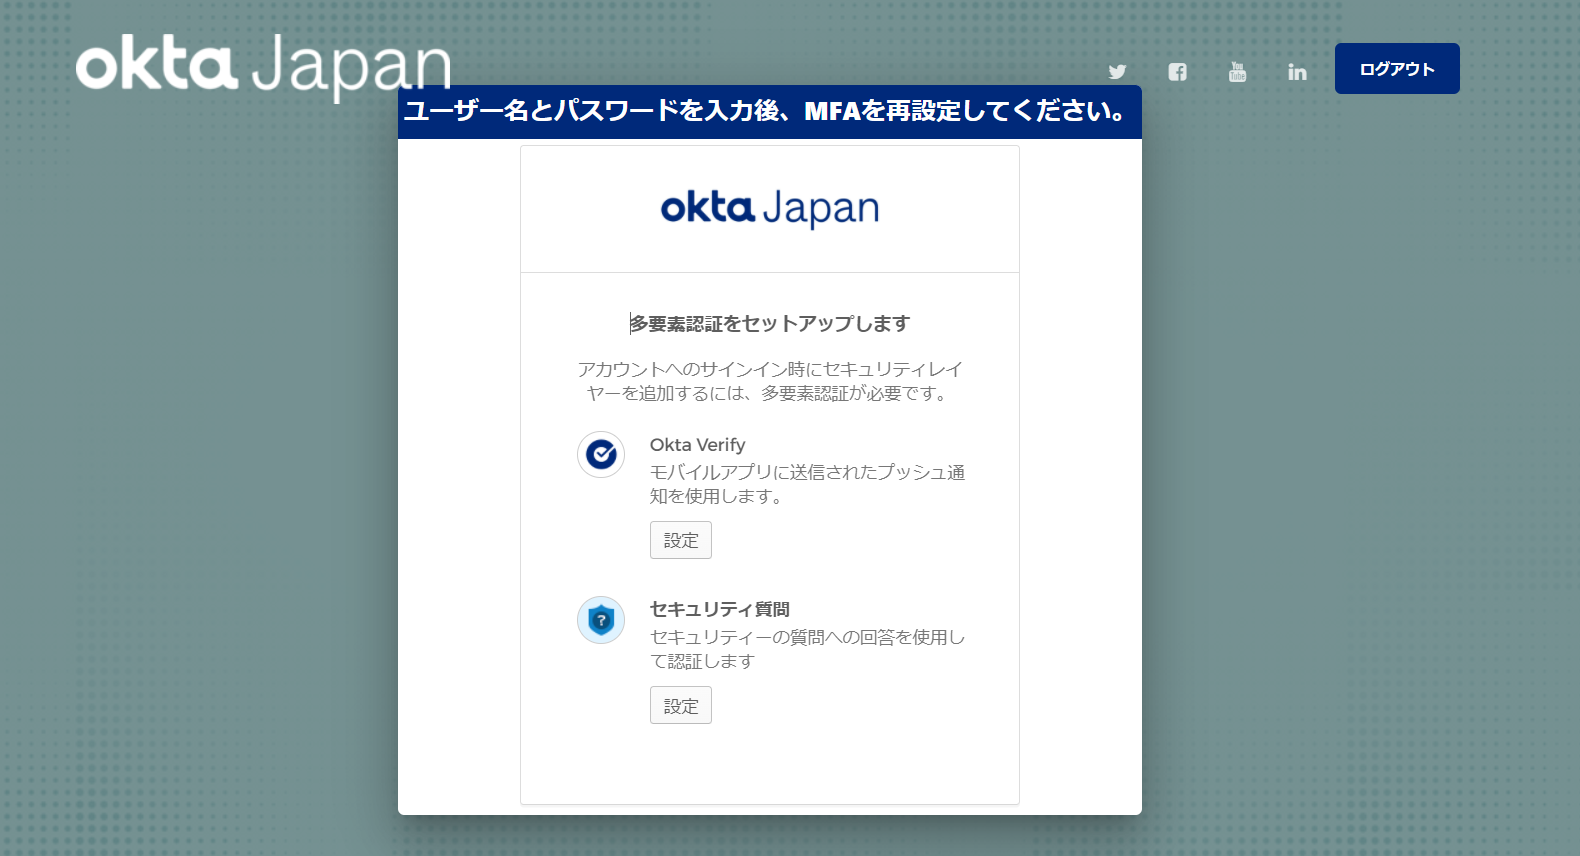 okta Japan
ログアウト
ユーザー名とパスワードを入力後、MFAを再設定してください。
okta Japan
多要素認証をセットアップします
アカウントへのサインイン時にセキュリティレイ
ヤーを追加するには、多要素認証が必要です。
Okta Verify
モバイルアプリに送信されたプッシュ通
知を使用します。
設定
セキュリティ質問
セキュリティーの質問への回答を使用し
て認証します
設定